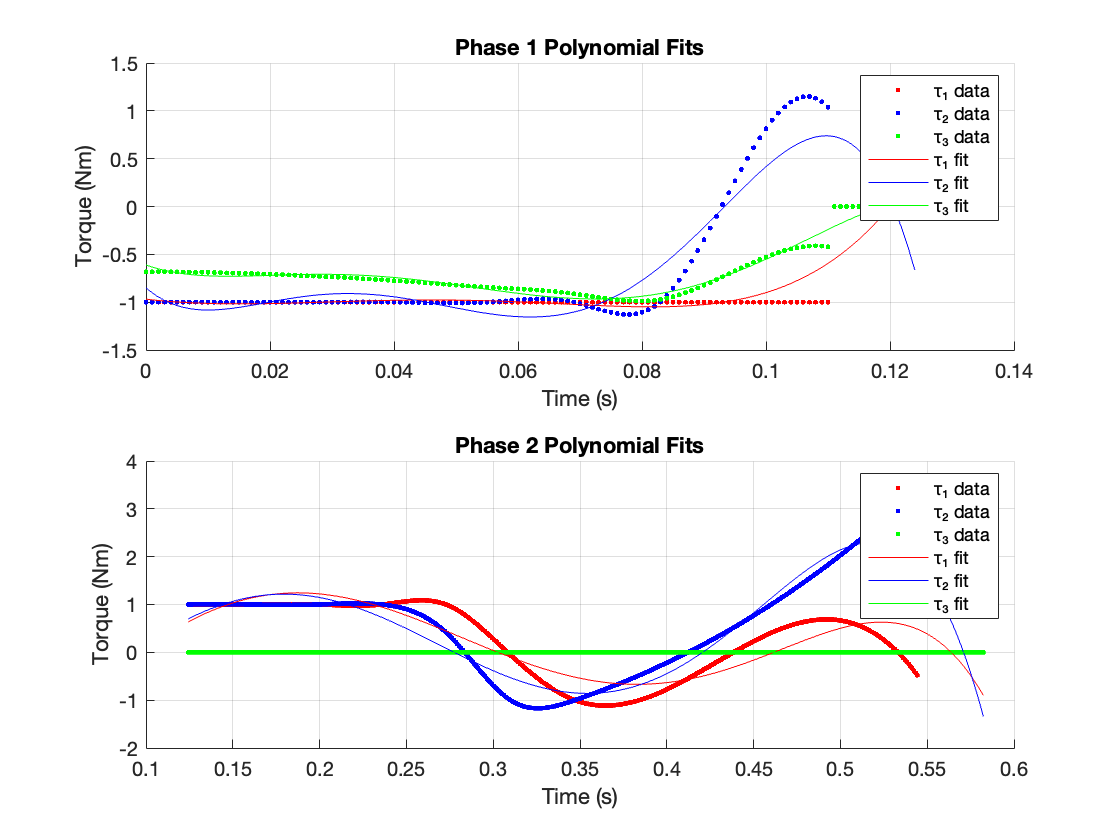 Phase 1 Polynomial Fits
1.5
1
0.5
0
-0.5
-1
-1.5
Torque (Nm)
τ₁ data
τ₂ data
τ₃ data
τ₁ fit
τ₂ fit
τ₃ fit
0 0.02 0.04 0.06 0.08 0.1 0.12 0.14
Time (s)
Phase 2 Polynomial Fits
4
3
2
1
0
-1
-2
Torque (Nm)
τ₁ data
τ₂ data
τ₃ data
τ₁ fit
τ₂ fit
τ₃ fit
0.1 0.15 0.2 0.25 0.3 0.35 0.4 0.45 0.5 0.55 0.6
Time (s)